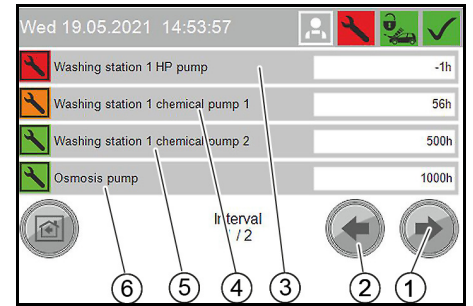 Wed 19.05.2021 14:53:57
Washing station 1 HP pump -1h
Washing station 1 chemical pump 1 56h
Washing station 1 chemical pump 2 500h
Osmosis pump 1000h
Interval
/ 2
6 5 4 3 2 1